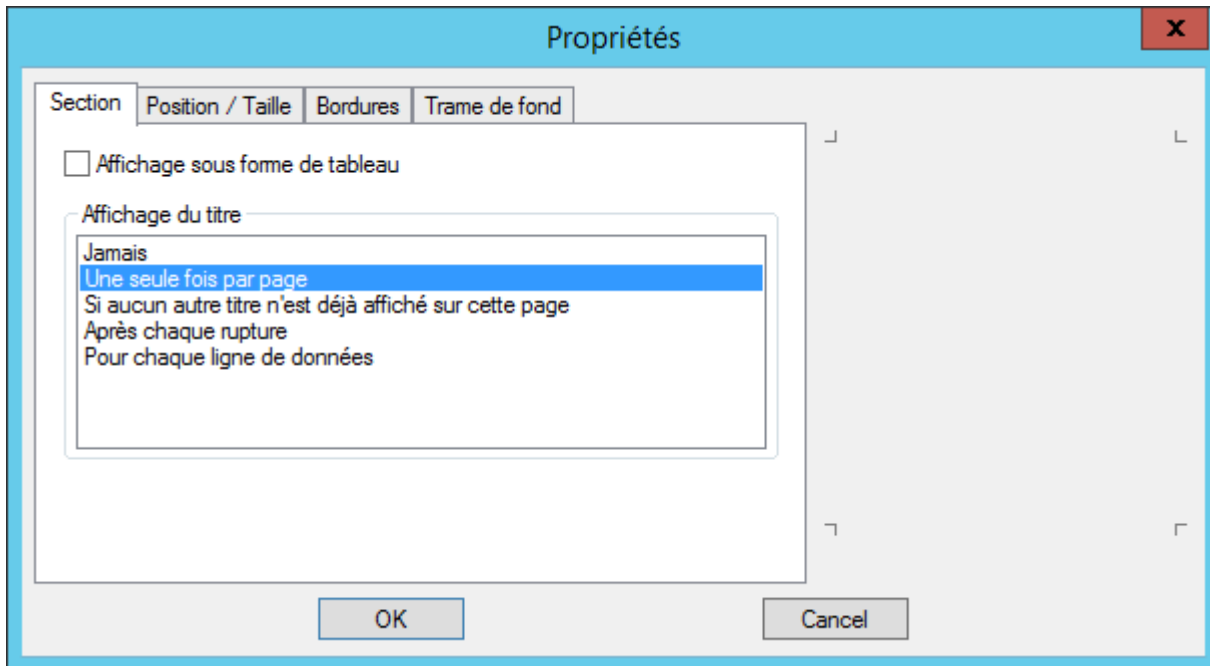 Propriétés
x
Section
Position / Taille
Bordures
Trame de fond
Affichage sous forme de tableau
Affichage du titre
Jamais
Une seule fois par page
Si aucun autre titre n'est déjà affiché sur cette page
Après chaque rupture
Pour chaque ligne de données
OK
Cancel